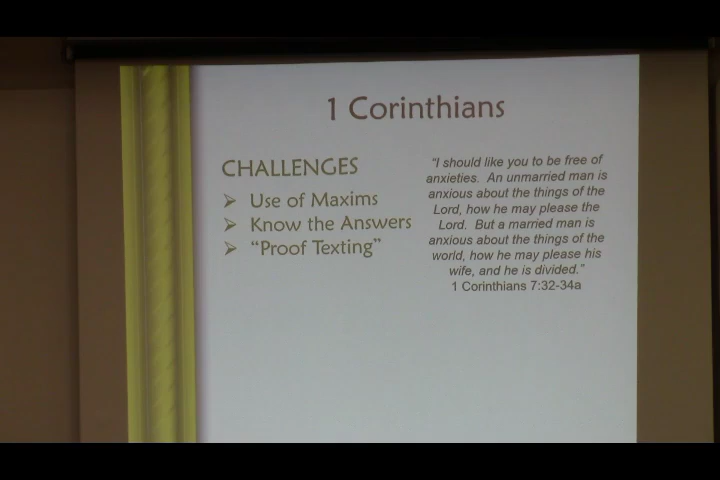 1 Corinthians
CHALLENGES
Use of Maxims
Know the Answers
“Proof Texting”
“I should like you to be free of
anxieties. An unmarried man is
anxious about the things of the
Lord, how he may please the
Lord. But a married man is
anxious about the things of the
world, how he may please his
wife, and he is divided.”
1 Corinthians 7:32-34a